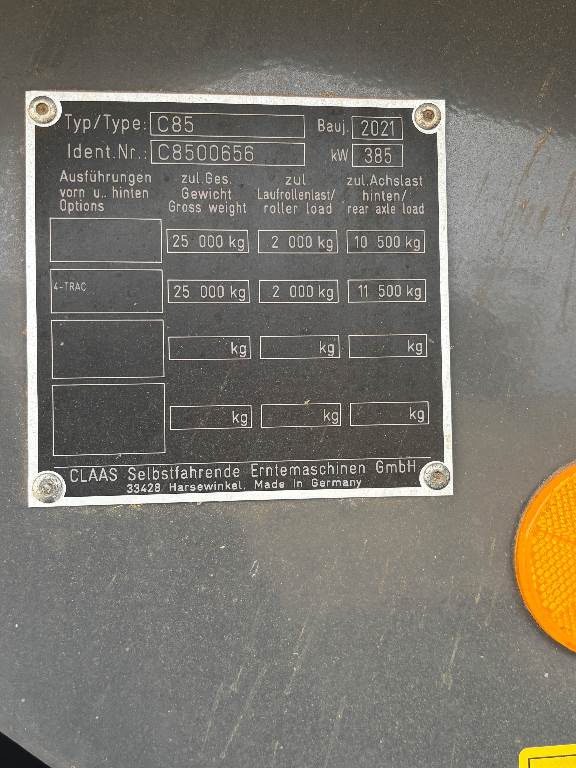 Typ/Type: C85 Bauj. 2021
Ident.Nr.: C8500656 kW 385
Ausführungen vorn u.. hinten Options
zul.Ges. Gewicht Gross weight
zul. Laufrollenlast/ roller load
zul.Achslast hinten/ rear axle load
25 000 kg 2 000 kg 10 500 kg
4-TRAC 25 000 kg 2 000 kg 11 500 kg
kg kg kg
kg kg kg
CLAAS Selbstfahrende Erntemaschinen GmbH
33428 Harsewinkel. Made In Germany